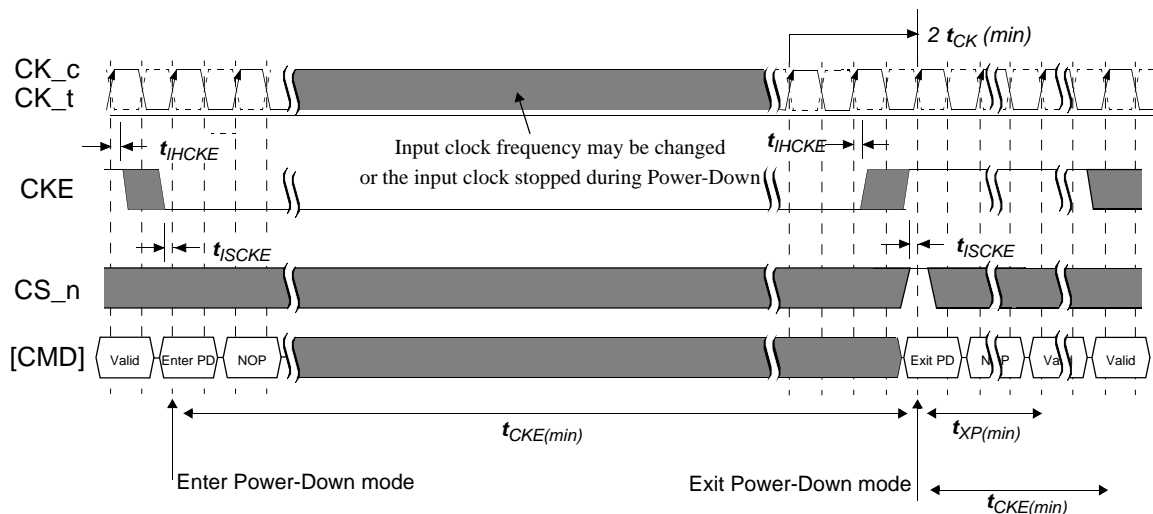 2 tCK (min)
CK_c
CK_t
tIHCKE
Input clock frequency may be changed
or the input clock stopped during Power-Down
tIHCKE
CKE
tISCKE
tISCKE
CS_n
[CMD]
Valid
Enter PD
NOP
Exit PD
NOP
Valid
Valid
tCKE(min)
tXP(min)
Enter Power-Down mode
Exit Power-Down mode
tCKE(min)